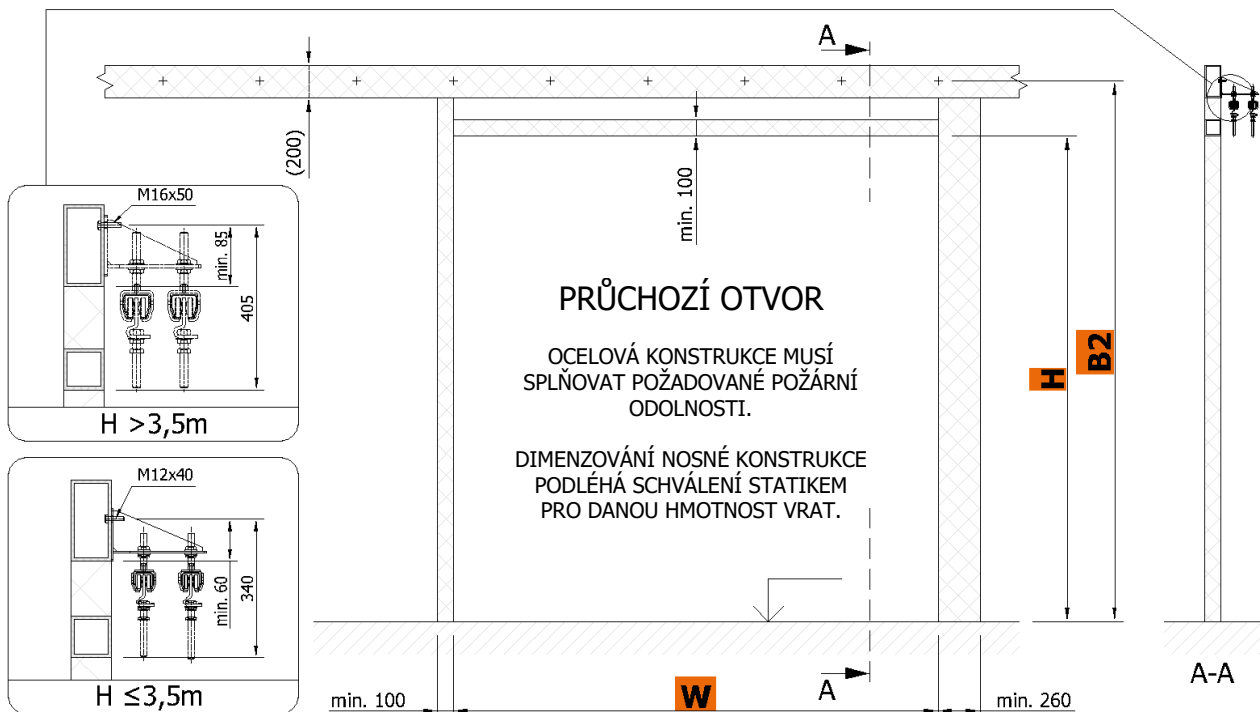 A
(200)
min. 100
M16x50
min. 85
405
H >3,5m
PRŮCHOZÍ OTVOR
OCELOVÁ KONSTRUKCE MUSÍ
SPLŇOVAT POŽADOVANÉ POŽÁRNÍ
ODOLNOSTI.
DIMENZOVÁNÍ NOSNÉ KONSTRUKCE
PODLÉHÁ SCHVÁLENÍ STATIKEM
PRO DANOU HMOTNOST VRAT.
H
B2
M12x40
min. 60
340
H ≤3,5m
min. 100
W
A
min. 260
A-A